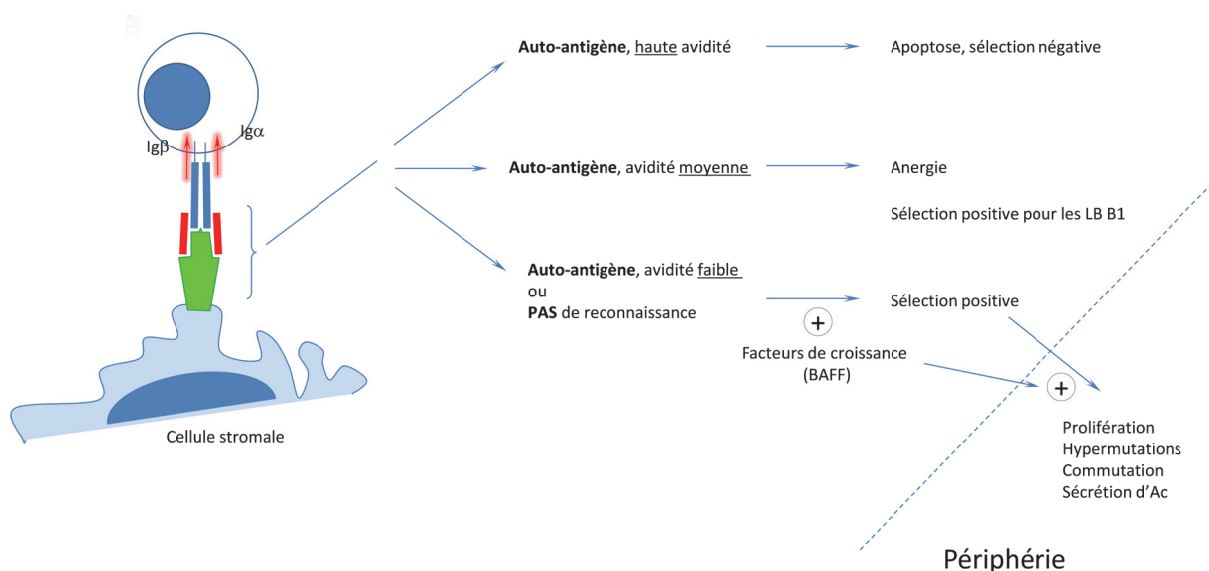 Igβ
Igα
Cellule stromale
Auto-antigène, haute avidité
Apoptose, sélection négative
Auto-antigène, avidité moyenne
Anergie
Sélection positive pour les LB B1
Auto-antigène, avidité faible
ou
PAS de reconnaissance
Sélection positive
+
Facteurs de croissance
(BAFF)
+
Prolifération
Hypermutations
Commutation
Sécrétion d'Ac
Périphérie